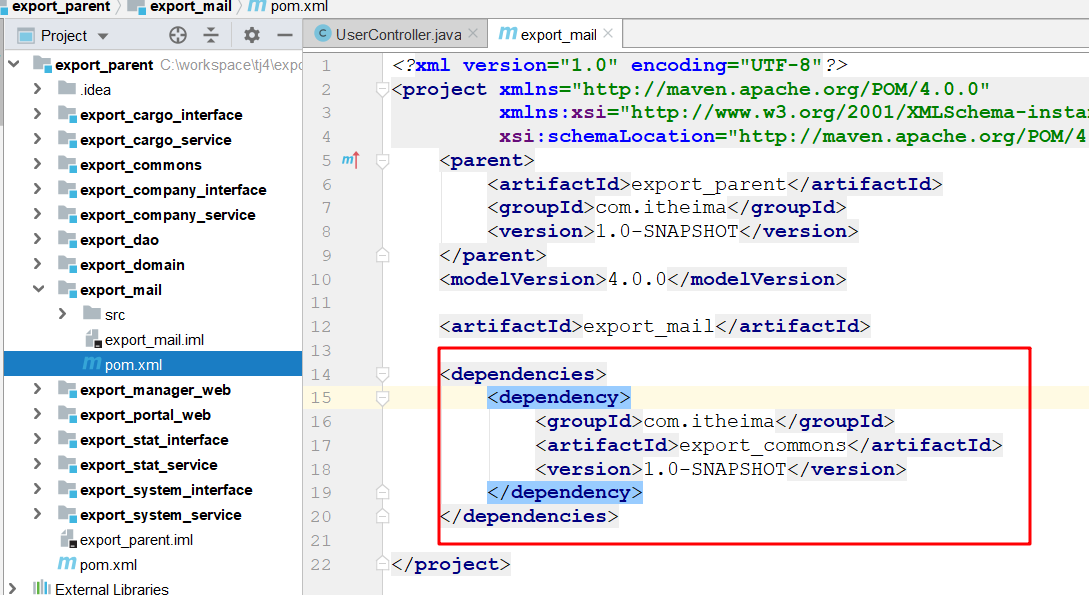 export_parent export_mail pom.xml
Project
UserController.java
export_mail
export_parent C:\workspace\tj4\expo
.idea
export_cargo_interface
export_cargo_service
export_commons
export_company_interface
export_company_service
export_dao
export_domain
export_mail
src
export_mail.iml
pom.xml
export_manager_web
export_portal_web
export_stat_interface
export_stat_service
export_system_interface
export_system_service
export_parent.iml
pom.xml
External Libraries
1 <?xml version="1.0" encoding="UTF-8"?>
2 <project xmlns="http://maven.apache.org/POM/4.0.0"
3 xmlns:xsi="http://www.w3.org/2001/XMLSchema-insta
4 xsi:schemaLocation="http://maven.apache.org/POM/4
5 <parent>
6 <artifactId>export_parent</artifactId>
7 <groupId>com.itheima</groupId>
8 <version>1.0-SNAPSHOT</version>
9 </parent>
10 <modelVersion>4.0.0</modelVersion>
11
12 <artifactId>export_mail</artifactId>
13
14 <dependencies>
15 <dependency>
16 <groupId>com.itheima</groupId>
17 <artifactId>export_commons</artifactId>
18 <version>1.0-SNAPSHOT</version>
19 </dependency>
20 </dependencies>
21
22 </project>